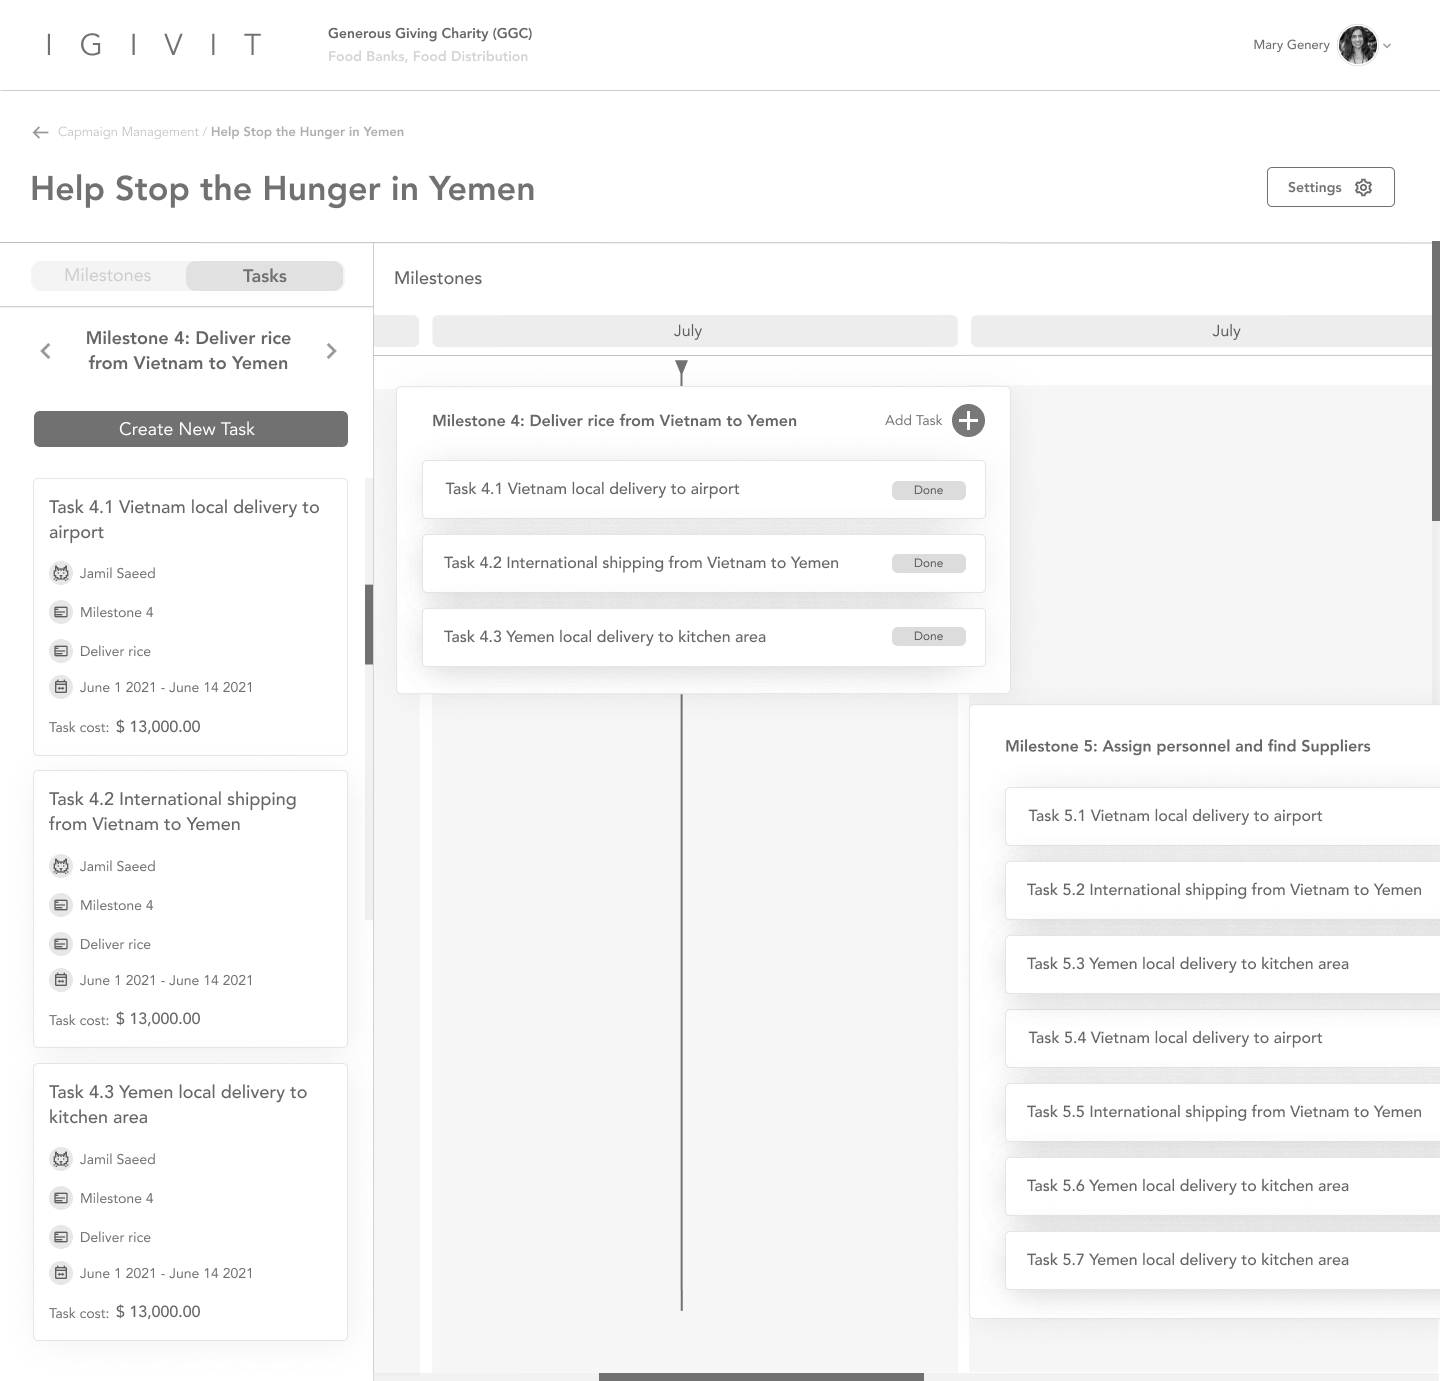 I G I V I T
Generous Giving Charity (GGC)
Food Banks, Food Distribution
Mary Genery
Capmaign Management / Help Stop the Hunger in Yemen
Help Stop the Hunger in Yemen
Settings
Milestones
Tasks
Milestone 4: Deliver rice
from Vietnam to Yemen
Create New Task
Task 4.1 Vietnam local delivery to
airport
Jamil Saeed
Milestone 4
Deliver rice
June 1 2021 - June 14 2021
Task cost: $ 13,000.00
Task 4.2 International shipping
from Vietnam to Yemen
Jamil Saeed
Milestone 4
Deliver rice
June 1 2021 - June 14 2021
Task cost: $ 13,000.00
Task 4.3 Yemen local delivery to
kitchen area
Jamil Saeed
Milestone 4
Deliver rice
June 1 2021 - June 14 2021
Task cost: $ 13,000.00
Milestones
July
July
Milestone 4: Deliver rice from Vietnam to Yemen
Add Task
Task 4.1 Vietnam local delivery to airport
Done
Task 4.2 International shipping from Vietnam to Yemen
Done
Task 4.3 Yemen local delivery to kitchen area
Done
Milestone 5: Assign personnel and find Suppliers
Task 5.1 Vietnam local delivery to airport
Task 5.2 International shipping from Vietnam to Yemen
Task 5.3 Yemen local delivery to kitchen area
Task 5.4 Vietnam local delivery to airport
Task 5.5 International shipping from Vietnam to Yemen
Task 5.6 Yemen local delivery to kitchen area
Task 5.7 Yemen local delivery to kitchen area